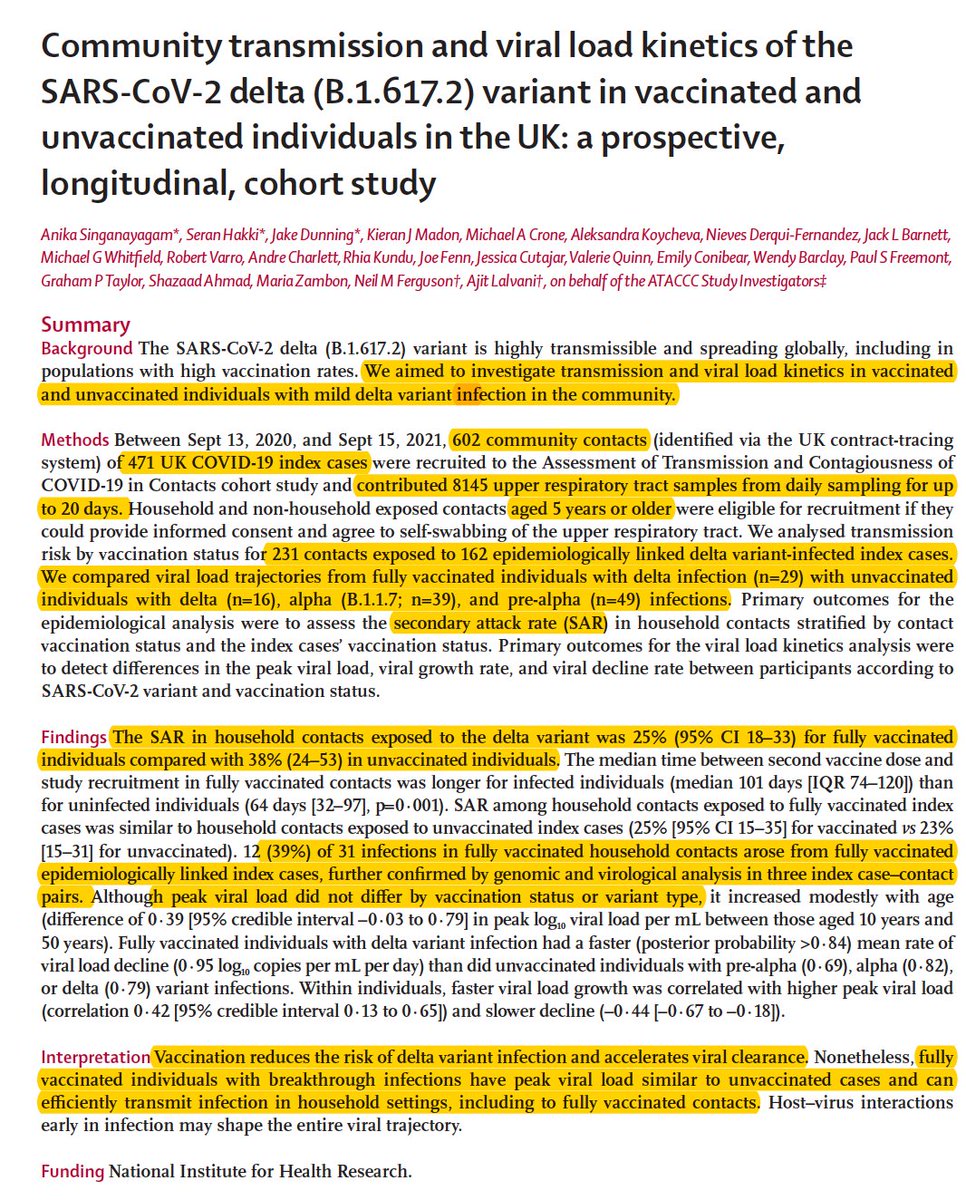 Community transmission and viral load kinetics of the
SARS-CoV-2 delta (B.1.617.2) variant in vaccinated and
unvaccinated individuals in the UK: a prospective,
longitudinal, cohort study
Anika Singanayagam*, Seran Hakki*, Jake Dunning*, Kieran J Madon, Michael A Crone, Aleksandra Koycheva, Nieves Derqui-Fernandez, Jack L Barnett,
Michael G Whitfield, Robert Varro, Andre Charlett, Rhia Kundu, Joe Fenn, Jessica Cutajar, Valerie Quinn, Emily Conibear, Wendy Barclay, Paul S Freemont,
Graham P Taylor, Shazaad Ahmad, Maria Zambon, Neil M Ferguson†, Ajit Lalvani†, on behalf of the ATACCC Study Investigators‡
Summary
Background The SARS-CoV-2 delta (B.1.617.2) variant is highly transmissible and spreading globally, including in
populations with high vaccination rates. We aimed to investigate transmission and viral load kinetics in vaccinated
and unvaccinated individuals with mild delta variant infection in the community.
Methods Between Sept 13, 2020, and Sept 15, 2021, 602 community contacts (identified via the UK contract-tracing
system) of 471 UK COVID-19 index cases were recruited to the Assessment of Transmission and Contagiousness of
COVID-19 in Contacts cohort study and contributed 8145 upper respiratory tract samples from daily sampling for up
to 20 days. Household and non-household exposed contacts aged 5 years or older were eligible for recruitment if they
could provide informed consent and agree to self-swabbing of the upper respiratory tract. We analysed transmission
risk by vaccination status for 231 contacts exposed to 162 epidemiologically linked delta variant-infected index cases.
We compared viral load trajectories from fully vaccinated individuals with delta infection (n=29) with unvaccinated
individuals with delta (n=16), alpha (B.1.1.7; n=39), and pre-alpha (n=49) infections. Primary outcomes for the
epidemiological analysis were to assess the secondary attack rate (SAR) in household contacts stratified by contact
vaccination status and the index cases’ vaccination status. Primary outcomes for the viral load kinetics analysis were
to detect differences in the peak viral load, viral growth rate, and viral decline rate between participants according to
SARS-CoV-2 variant and vaccination status.
Findings The SAR in household contacts exposed to the delta variant was 25% (95% CI 18–33) for fully vaccinated
individuals compared with 38% (24–53) in unvaccinated individuals. The median time between second vaccine dose and
study recruitment in fully vaccinated contacts was longer for infected individuals (median 101 days [IQR 74–120]) than
for uninfected individuals (64 days [32–97], p=0·001). SAR among household contacts exposed to fully vaccinated index
cases was similar to household contacts exposed to unvaccinated index cases (25% [95% CI 15–35] for vaccinated vs 23%
[15–31] for unvaccinated). 12 (39%) of 31 infections in fully vaccinated household contacts arose from fully vaccinated
epidemiologically linked index cases, further confirmed by genomic and virological analysis in three index case–contact
pairs. Although peak viral load did not differ by vaccination status or variant type, it increased modestly with age
(difference of 0·39 [95% credible interval –0·03 to 0·79] in peak log₁₀ viral load per mL between those aged 10 years and
50 years). Fully vaccinated individuals with delta variant infection had a faster (posterior probability >0·84) mean rate of
viral load decline (0·95 log₁₀ copies per mL per day) than did unvaccinated individuals with pre-alpha (0·69), alpha (0·82),
or delta (0·79) variant infections. Within individuals, faster viral load growth was correlated with higher peak viral load
(correlation 0·42 [95% credible interval 0·13 to 0·65]) and slower decline (–0·44 [–0·67 to –0·18]).
Interpretation Vaccination reduces the risk of delta variant infection and accelerates viral clearance. Nonetheless, fully
vaccinated individuals with breakthrough infections have peak viral load similar to unvaccinated cases and can
efficiently transmit infection in household settings, including to fully vaccinated contacts. Host–virus interactions
early in infection may shape the entire viral trajectory.
Funding National Institute for Health Research.